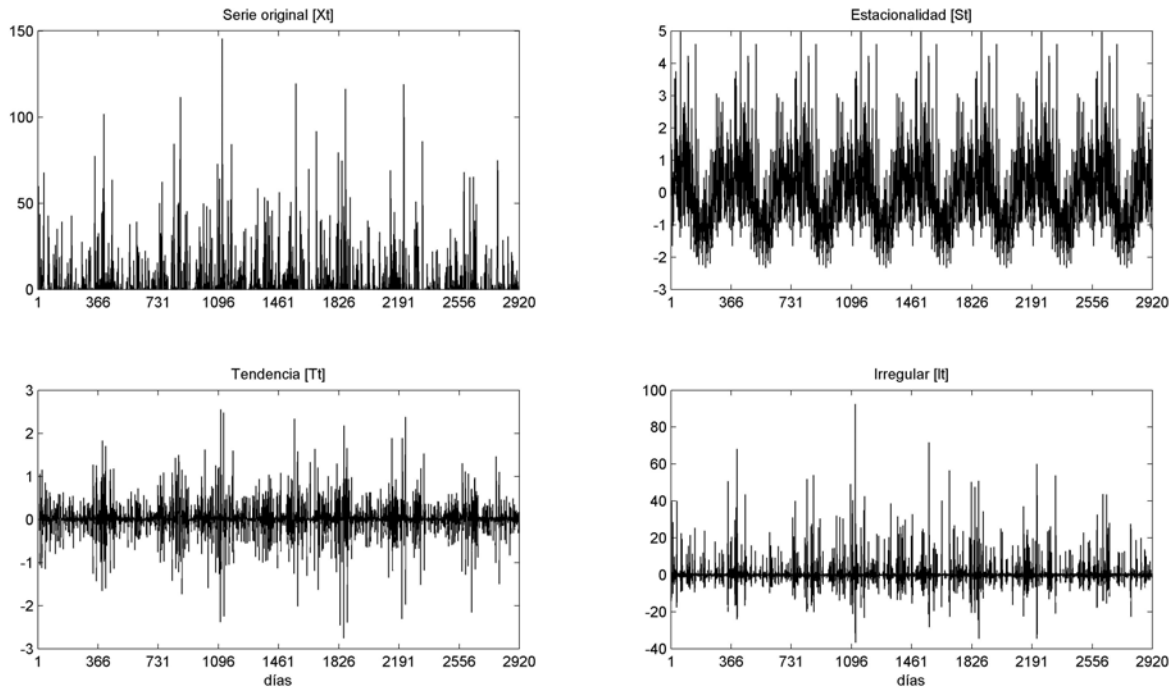 Serie original [Xt]
150
100
50
0
1 366 731 1096 1461 1826 2191 2556 2920
Estacionalidad [St]
5
4
3
2
1
0
-1
-2
-3
1 366 731 1096 1461 1826 2191 2556 2920
Tendencia [Tt]
3
2
1
0
-1
-2
-3
1 366 731 1096 1461 1826 2191 2556 2920
días
Irregular [It]
100
80
60
40
20
0
-20
-40
1 366 731 1096 1461 1826 2191 2556 2920
días